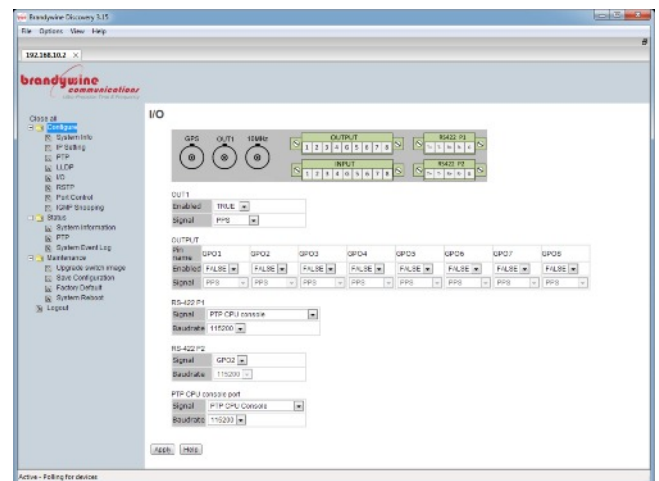 Brandywine Discovery 3.15
File Options View Help
192.168.10.2
brandywine
communications
Close all
Configure
System Info
IP Setting
PTP
LLDP
I/O
RSTP
Port Control
IGMP Snooping
Status
System Information
PTP
System Event Log
Maintenance
Upgrade switch image
Save Configuration
Factory Default
System Reboot
Logout
I/O
GPS OUT1 10MHz
OUTPUT
1 2 3 4 5 6 7 8
RS422 P1
INPUT
1 2 3 4 5 6 7 8
RS422 P2
OUT1
Enabled TRUE
Signal PPS
OUTPUT
Pin name GPO1 GPO2 GPO3 GPO4 GPO5 GPO6 GPO7 GPO8
Enabled FALSE FALSE FALSE FALSE FALSE FALSE FALSE FALSE
Signal PPS PPS PPS PPS PPS PPS PPS PPS
RS-422 P1
Signal PTP CPU console
Baudrate 115200
RS-422 P2
Signal GPO2
Baudrate 115200
PTP CPU console port
Signal PTP CPU Console
Baudrate 115200
Apply Help
Active - Polling for devices